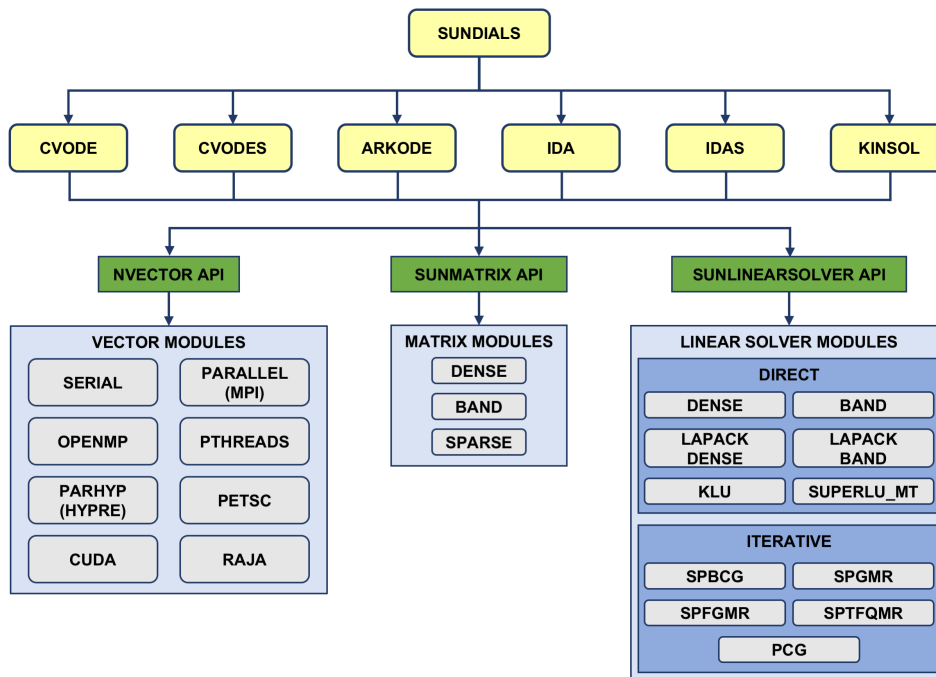 SUNDIALS
CVODE
CVODES
ARKODE
IDA
IDAS
KINSOL
NVECTOR API
SUNMATRIX API
SUNLINEARSOLVER API
VECTOR MODULES
SERIAL
PARALLEL
(MPI)
OPENMP
PTHREADS
PARHYP
(HYPRE)
PETSC
CUDA
RAJA
MATRIX MODULES
DENSE
BAND
SPARSE
LINEAR SOLVER MODULES
DIRECT
DENSE
BAND
LAPACK
DENSE
LAPACK
BAND
KLU
SUPERLU_MT
ITERATIVE
SPBCG
SPGMR
SPFGMR
SPTFQMR
PCG